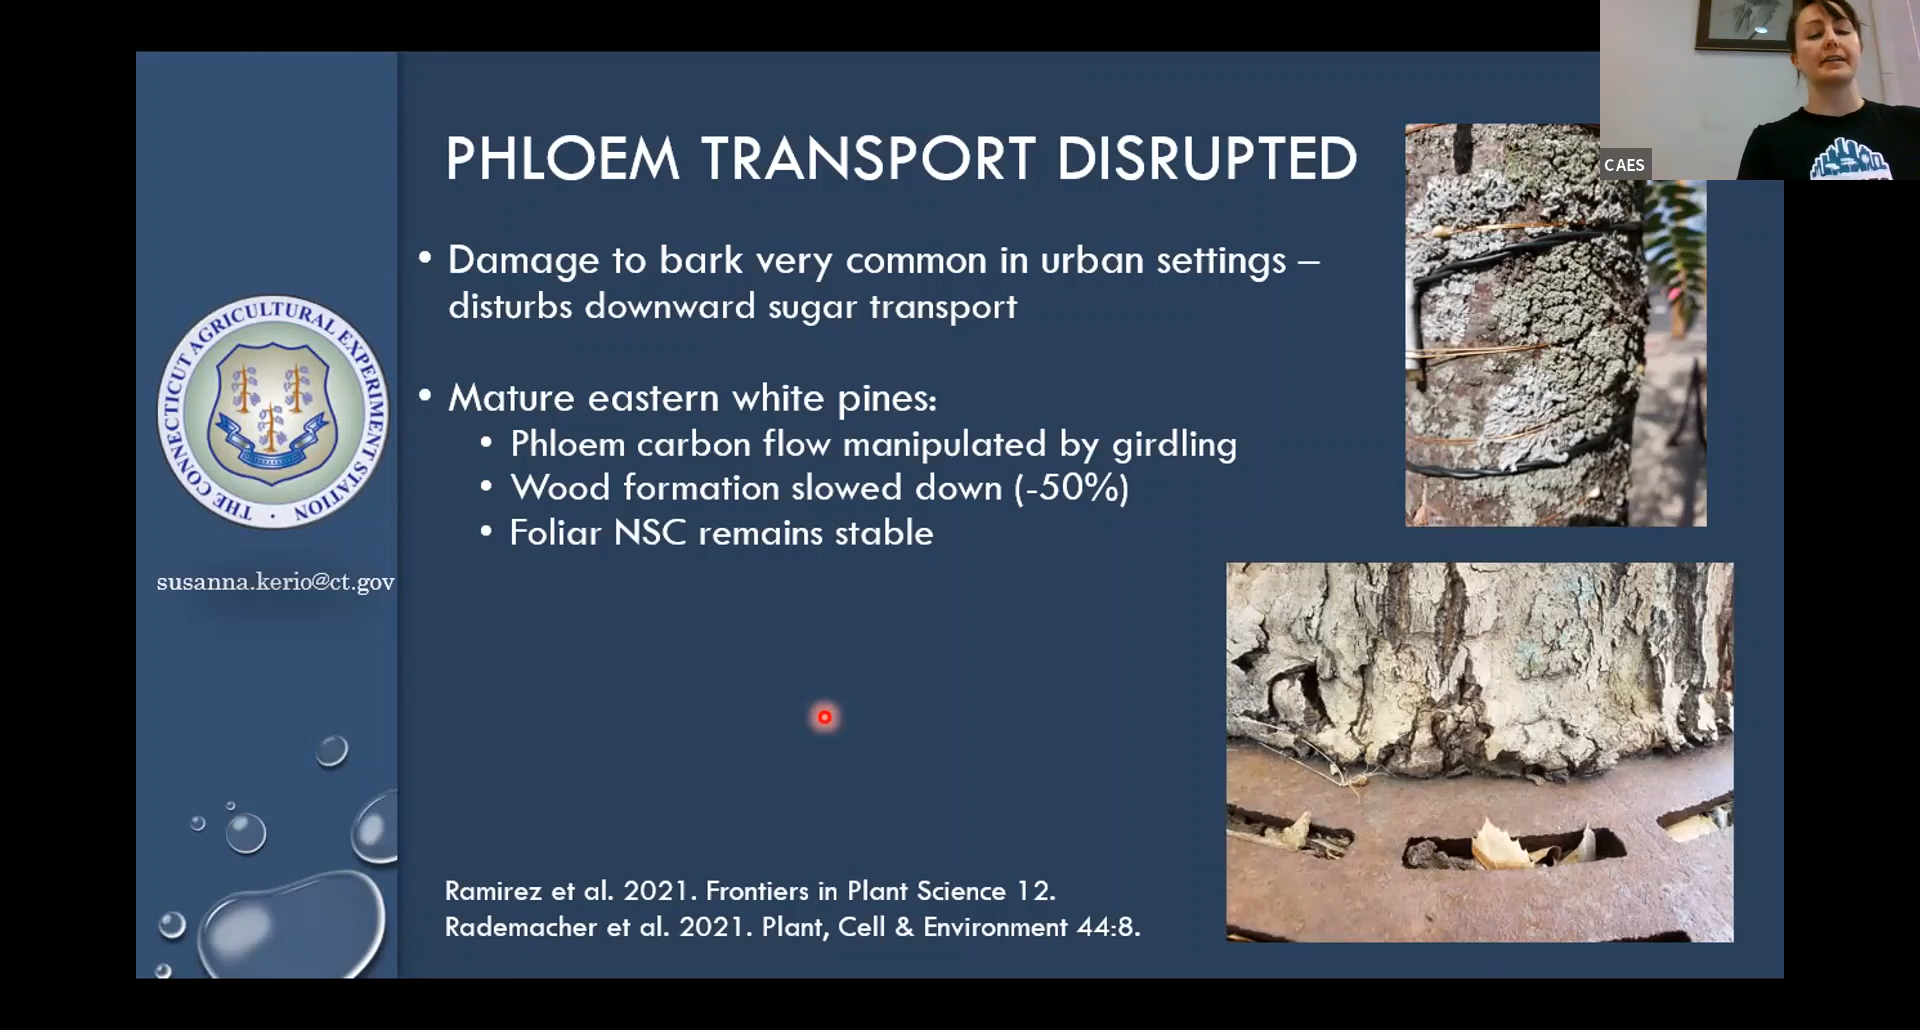 CAES
PHLOEM TRANSPORT DISRUPTED
• Damage to bark very common in urban settings –
disturbs downward sugar transport
• Mature eastern white pines:
• Phloem carbon flow manipulated by girdling
• Wood formation slowed down (-50%)
• Foliar NSC remains stable
THE CONNECTICUT AGRICULTURAL EXPERIMENT STATION ·
susanna.kerio@ct.gov
Ramirez et al. 2021. Frontiers in Plant Science 12.
Rademacher et al. 2021. Plant, Cell & Environment 44:8.